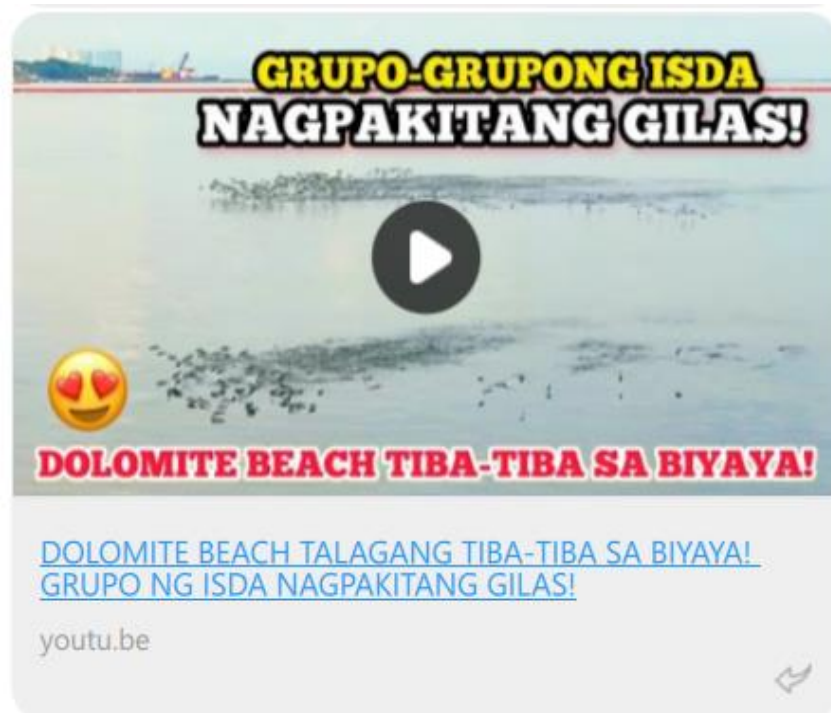 GRUPO-GRUPONG ISDA
NAGPAKITANG GILAS!
DOLOMITE BEACH TIBA-TIBA SA BIYAYA!
DOLOMITE BEACH TALAGANG TIBA-TIBA SA BIYAYA!
GRUPO NG ISDA NAGPAKITANG GILAS!
youtu.be